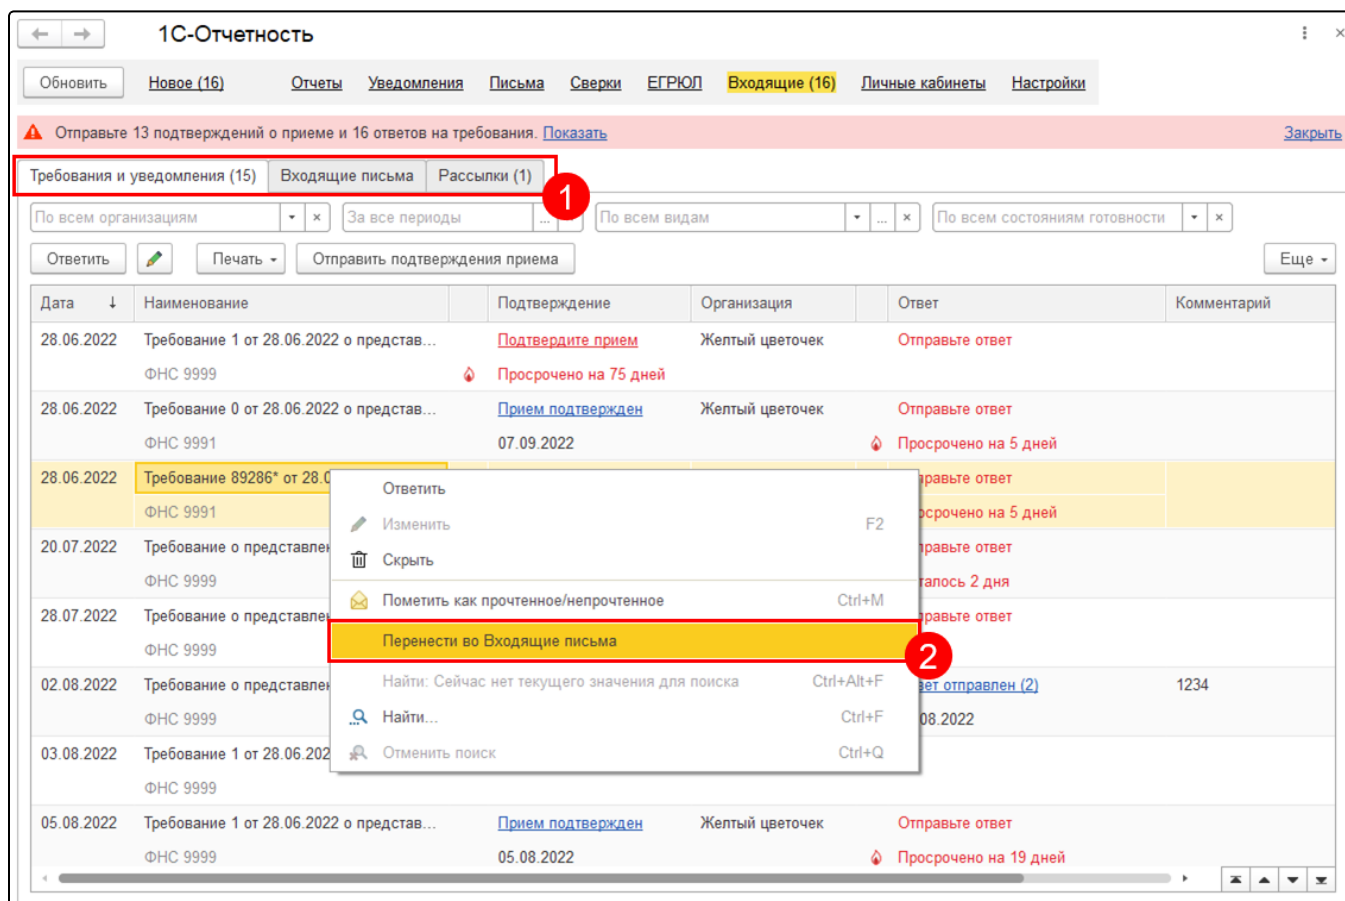 1С-Отчетность
Обновить Новое (16) Отчеты Уведомления Письма Сверки ЕГРЮЛ Входящие (16) Личные кабинеты Настройки
Отправьте 13 подтверждений о приеме и 16 ответов на требования. Показать Закрыть
Требования и уведомления (15) Входящие письма Рассылки (1)
1
По всем организациям За все периоды ... По всем видам ... По всем состояниям готовности
Ответить Печать Отправить подтверждения приема Еще
Дата Наименование Подтверждение Организация Ответ Комментарий
28.06.2022 Требование 1 от 28.06.2022 о представ... Подтвердите прием Желтый цветочек Отправьте ответ
ФНС 9999 Просрочено на 75 дней
28.06.2022 Требование 0 от 28.06.2022 о представ... Прием подтвержден Желтый цветочек Отправьте ответ
ФНС 9991 07.09.2022 Просрочено на 5 дней
28.06.2022 Требование 89286* от 28.0
ответ
Ответить
ФНС 9991 на 5 дней
Изменить F2
20.07.2022 Требование о ответ
Скрыть
ФНС 9999 2 дня
Пометить как прочтенное/непрочтенное Ctrl+M
28.07.2022 Требование о ответ
Перенести во Входящие письма
ФНС 9999
2
02.08.2022 Требование о отправлен (2) 1234
Найти: Сейчас нет текущего значения для поиска Ctrl+Alt+F
ФНС 9999 08.2022
Найти... Ctrl+F
03.08.2022 Требование 1 от 28.06.202
Отменить поиск Ctrl+Q
ФНС 9999
05.08.2022 Требование 1 от 28.06.2022 о представ... Прием подтвержден Желтый цветочек Отправьте ответ
ФНС 9999 05.08.2022 Просрочено на 19 дней